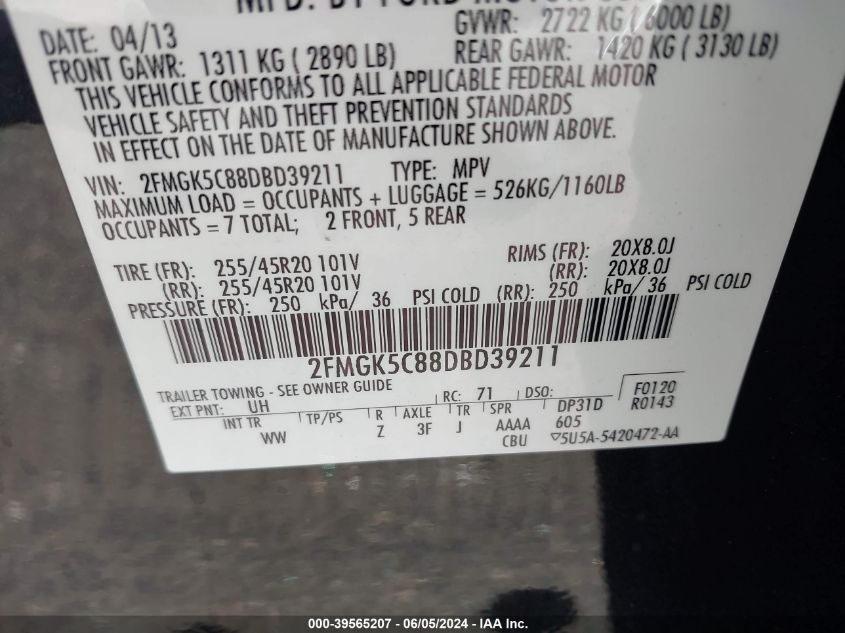 MFD. BY FORD MOTOR
DATE: 04/13
GVWR: 2722 KG ( 6000 LB)
FRONT GAWR: 1311 KG ( 2890 LB)
REAR GAWR: 1420 KG ( 3130 LB)
THIS VEHICLE CONFORMS TO ALL APPLICABLE FEDERAL MOTOR
VEHICLE SAFETY AND THEFT PREVENTION STANDARDS
IN EFFECT ON THE DATE OF MANUFACTURE SHOWN ABOVE.
VIN: 2FMGK5C88DBD39211 TYPE: MPV
MAXIMUM LOAD = OCCUPANTS + LUGGAGE = 526KG/1160LB
OCCUPANTS = 7 TOTAL; 2 FRONT, 5 REAR
TIRE (FR): 255/45R20 101V RIMS (FR): 20X8.0J
(RR): 255/45R20 101V (RR): 20X8.0J
PRESSURE (FR): 250 kPa/ 36 PSI COLD (RR): 250 kPa/ 36 PSI COLD
2FMGK5C88DBD39211
TRAILER TOWING - SEE OWNER GUIDE
EXT PNT: UH RC: 71 DSO: F0120
R0143
INT TR TP/PS R AXLE TR SPR DP31D
WW Z 3F J AAAA 605
CBU ▽5U5A-5420472-AA
000-39565207 - 06/05/2024 - IAA Inc.